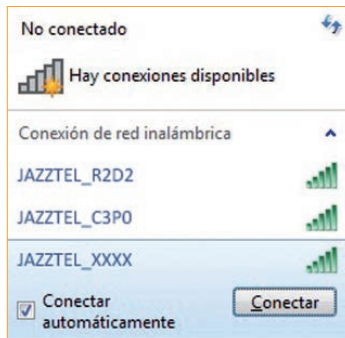 No conectado
Hay conexiones disponibles
Conexión de red inalámbrica
JAZZTEL_R2D2
JAZZTEL_C3P0
JAZZTEL_XXXX
Conectar
automáticamente
Conectar